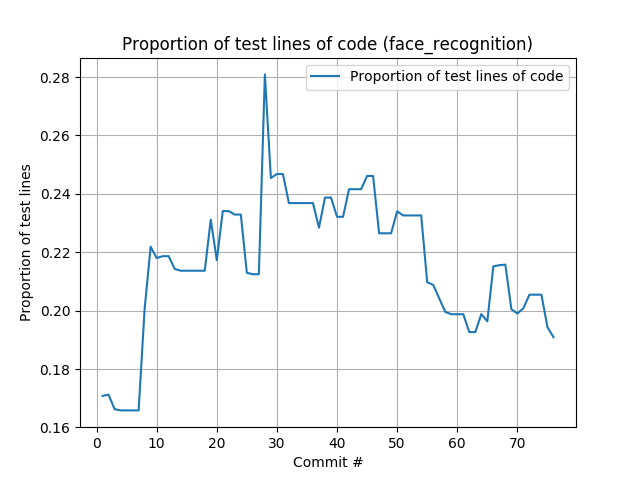 Proportion of test lines of code (face_recognition)
Proportion of test lines of code
0.28
0.26
0.24
0.22
0.20
0.18
0.16
Proportion of test lines
0 10 20 30 40 50 60 70
Commit #